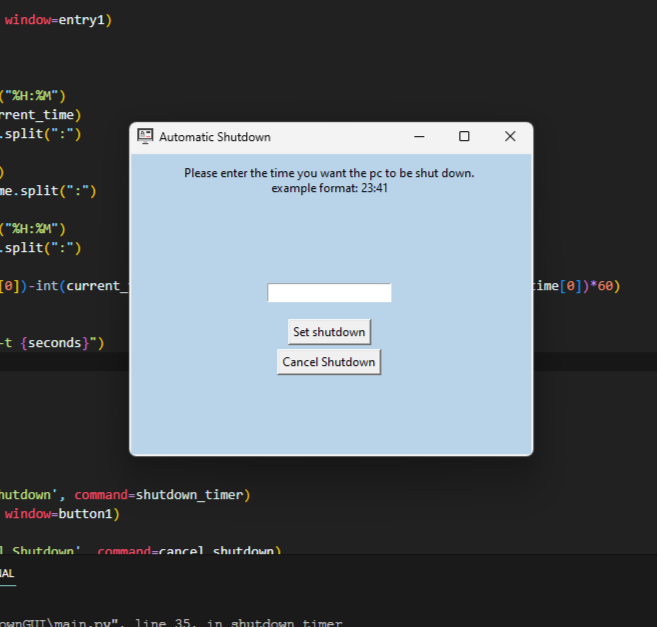 window=entry1)
("%H:%M")
rrent_time)
.split(":")
)
me.split(":")
("%H:%M")
.split(":")
[0])-int(current_
time[0])*60)
-t {seconds}")
Automatic Shutdown
Please enter the time you want the pc to be shut down.
example format: 23:41
Set shutdown
Cancel Shutdown
hutdown', command=shutdown_timer)
window=button1)
l Shutdown', command=cancel_shutdown)
NAL
ownGUI\main.py", line 35, in shutdown_timer